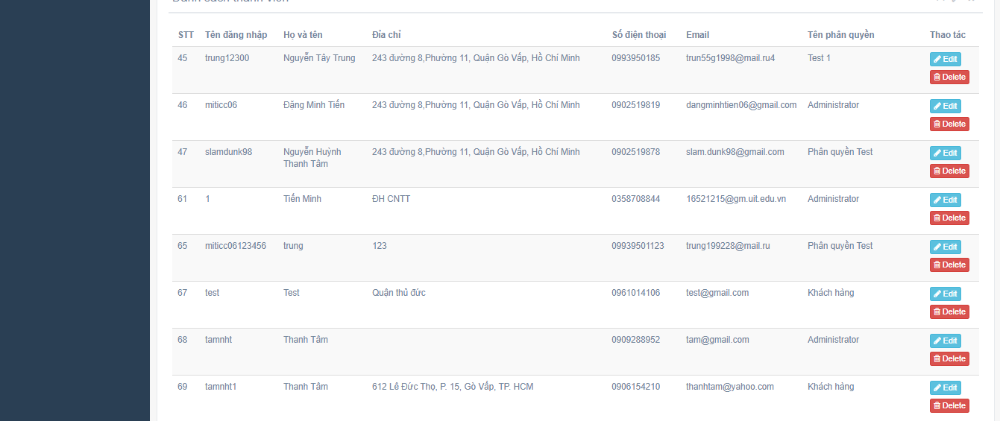 Danh sách thành viên
STT Tên đăng nhập Họ và tên Đỉa chỉ Số điện thoại Email Tên phân quyền Thao tác
45 trung12300 Nguyễn Tây Trung 243 đường 8,Phường 11, Quận Gò Vấp, Hồ Chí Minh 0993950185 trun55g1998@mail.ru4 Test 1 Edit
Delete
46 miticc06 Đặng Minh Tiến 243 đường 8,Phường 11, Quận Gò Vấp, Hồ Chí Minh 0902519819 dangminhtien06@gmail.com Administrator Edit
Delete
47 slamdunk98 Nguyễn Huỳnh 243 đường 8,Phường 11, Quận Gò Vấp, Hồ Chí Minh 0902519878 slam.dunk98@gmail.com Phân quyền Test Edit
Thanh Tâm
Delete
61 1 Tiến Minh ĐH CNTT 0358708844 16521215@gm.uit.edu.vn Administrator Edit
Delete
65 miticc06123456 trung 123 09939501123 trung199228@mail.ru Phân quyền Test Edit
Delete
67 test Test Quận thủ đức 0961014106 test@gmail.com Khách hàng Edit
Delete
68 tamnht Thanh Tâm 0909288952 tam@gmail.com Administrator Edit
Delete
69 tamnht1 Thanh Tâm 612 Lê Đức Thọ, P. 15, Gò Vấp, TP. HCM 0906154210 thanhtam@yahoo.com Khách hàng Edit
Delete